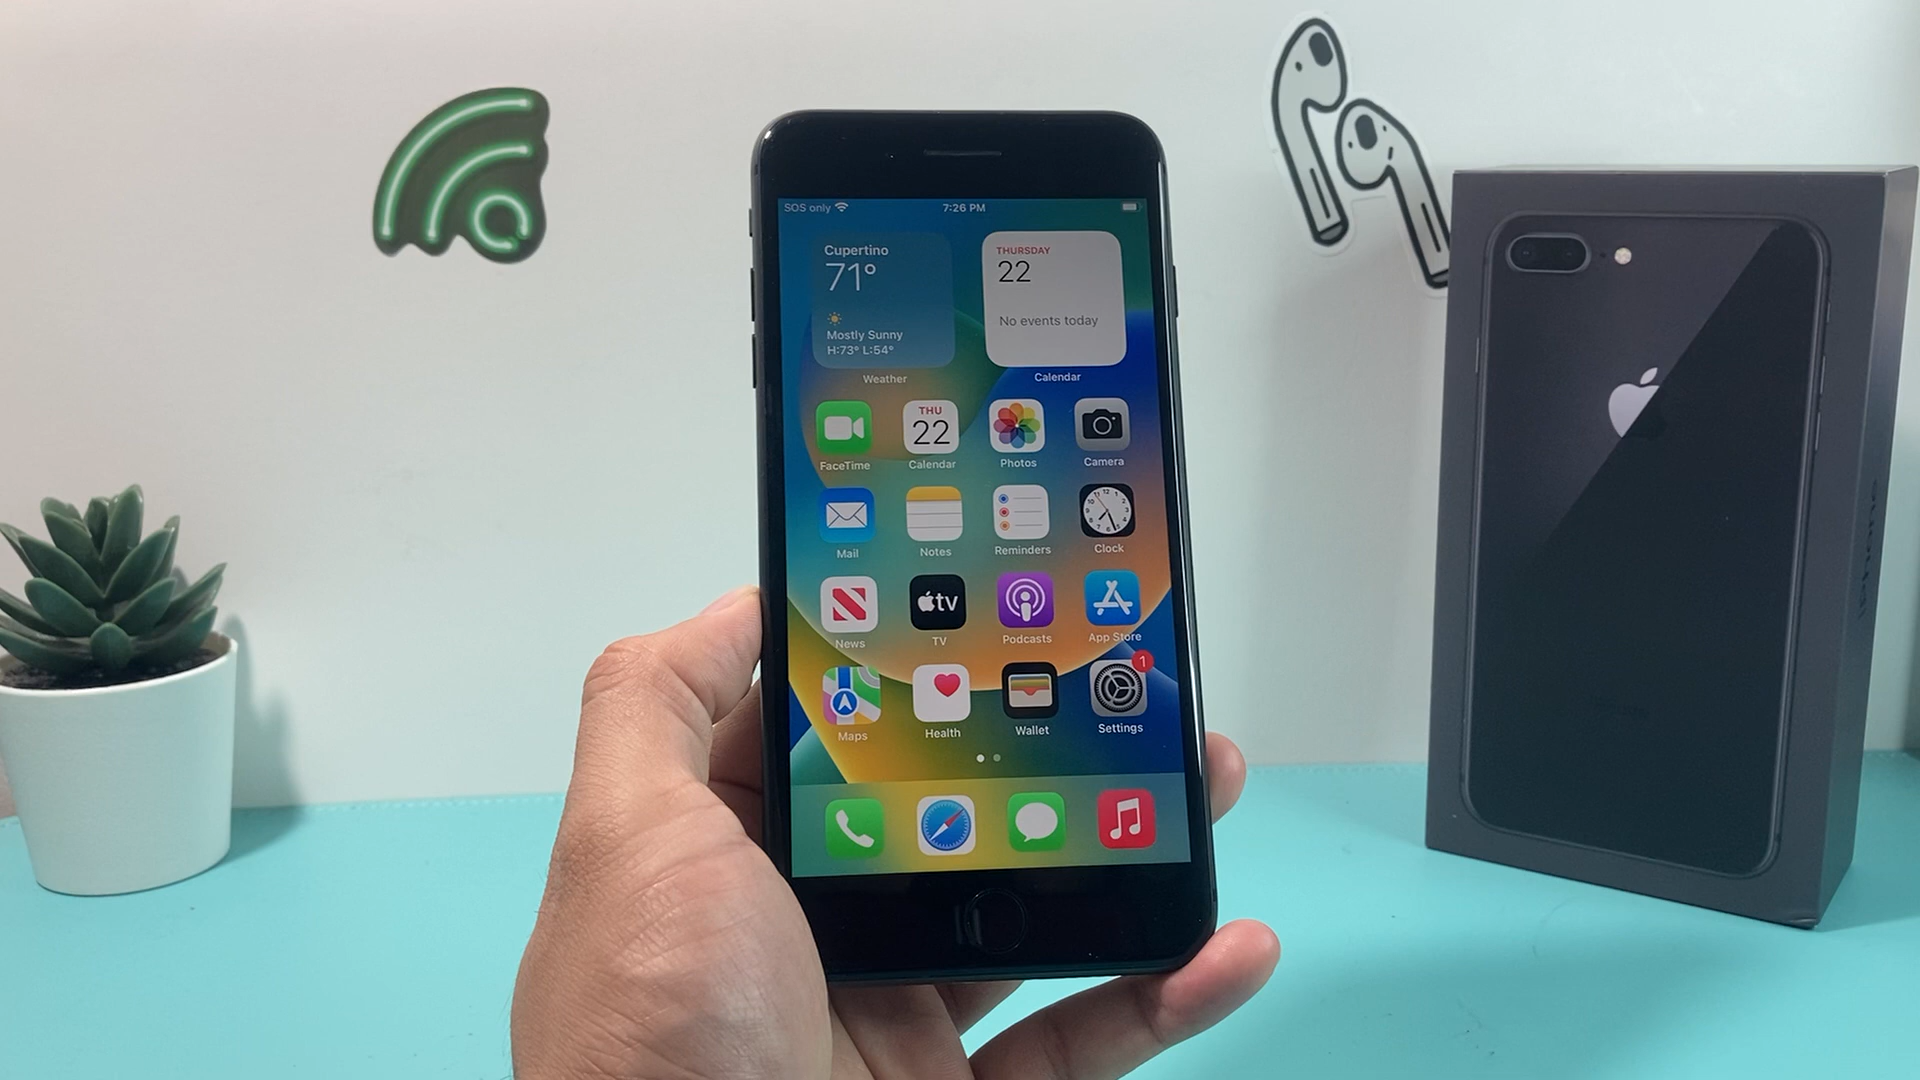 SOS only 7:26 PM
Cupertino
71°
Mostly Sunny
H:73° L:54°
Weather
THURSDAY
22
No events today
Calendar
THU
22
FaceTime Calendar Photos Camera
Mail Notes Reminders Clock
tv
News TV Podcasts App Store
1
Maps Health Wallet Settings
iPhone